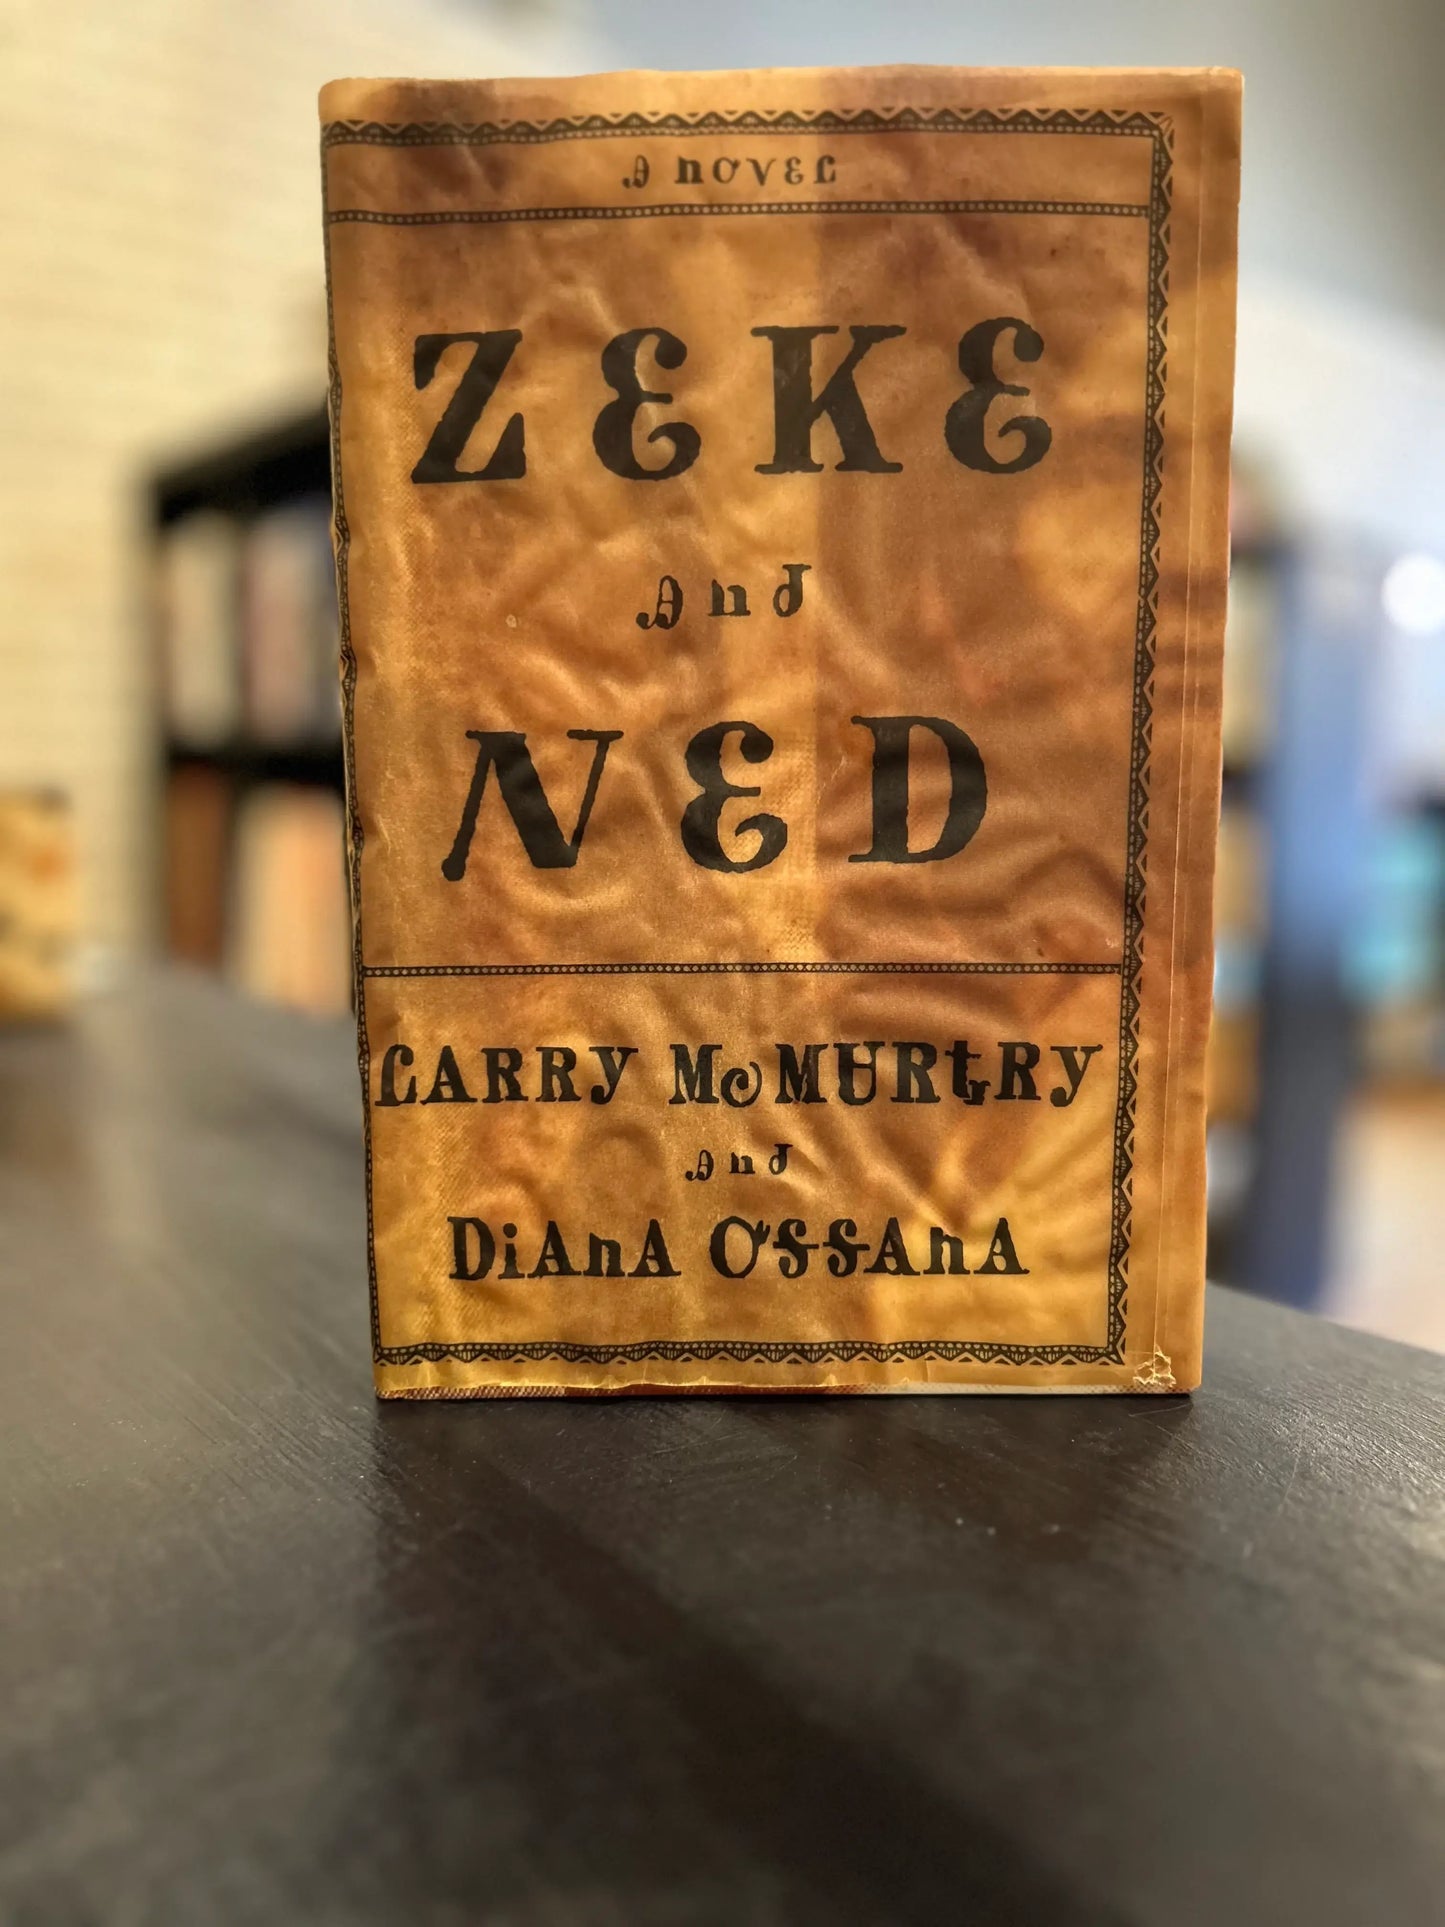 A NOVEL
ZEKE
and
NED
LARRY McMURtRY
and
DiAnA OSSAnA